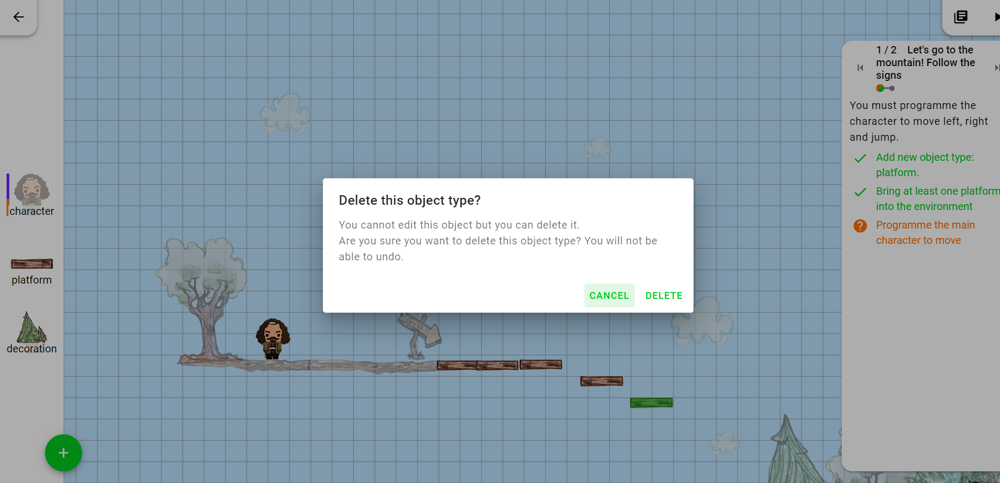 1 / 2 Let's go to the
mountain! Follow the
signs
You must programme the
character to move left, right
and jump.
Add new object type:
platform.
Bring at least one platform
into the environment
?
Programme the main
character to move
character
platform
decoration
+
Delete this object type?
You cannot edit this object but you can delete it.
Are you sure you want to delete this object type? You will not be
able to undo.
CANCEL DELETE
GO